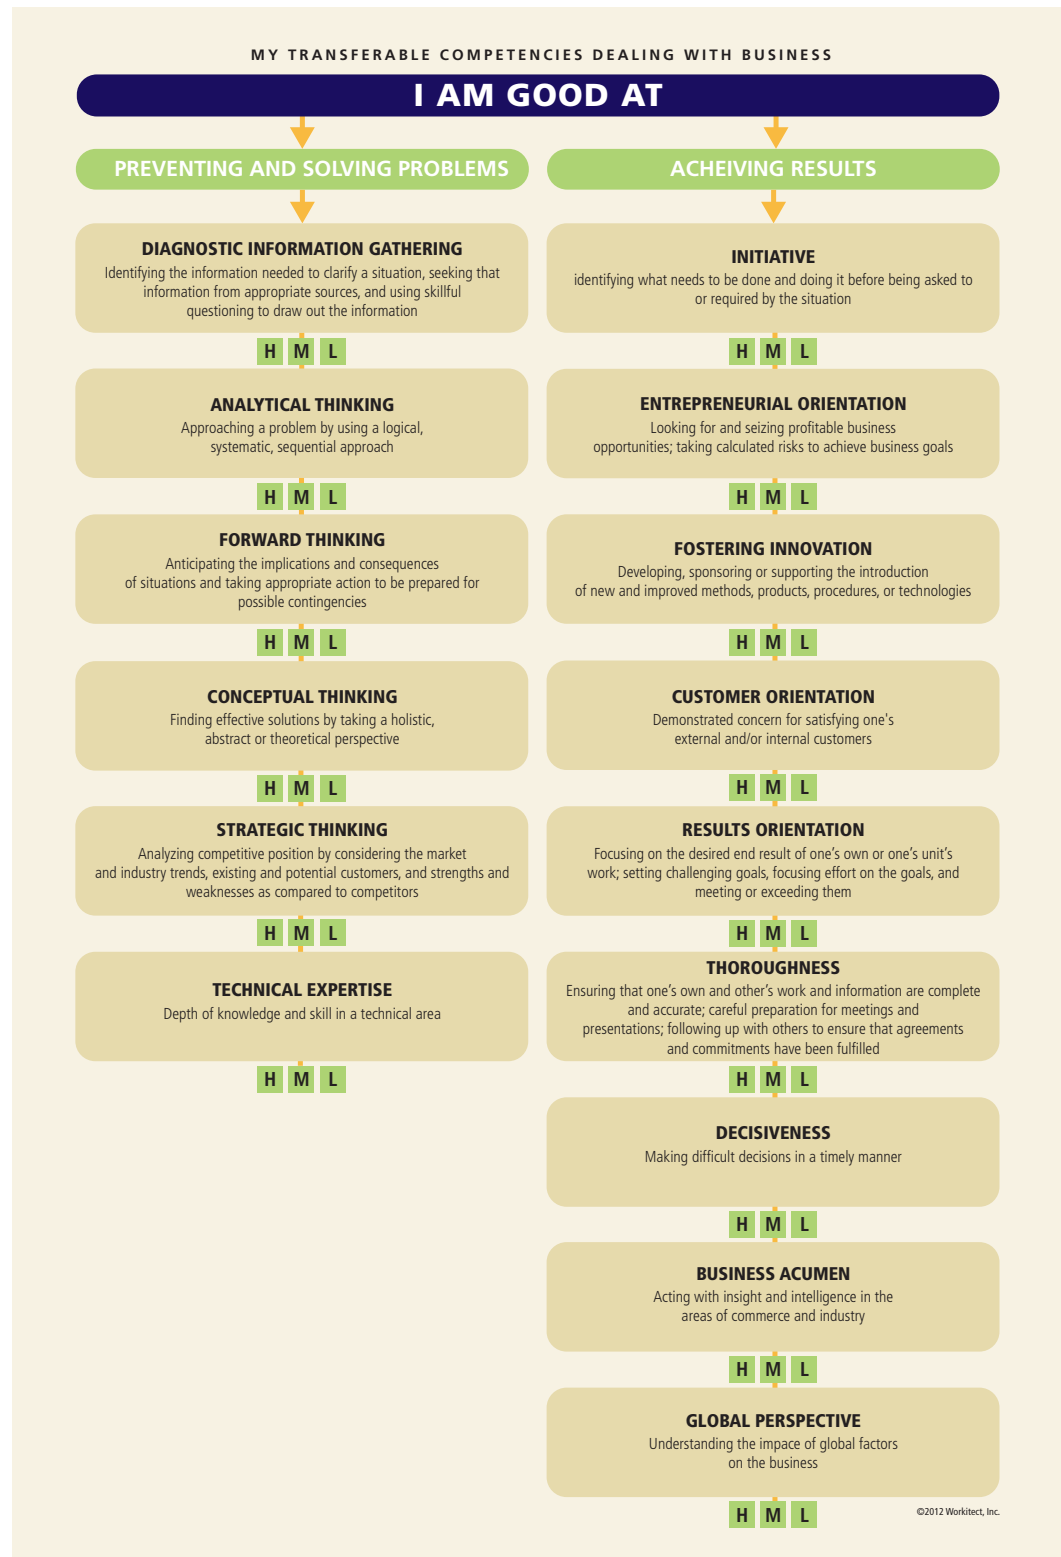 MY TRANSFERABLE COMPETENCIES DEALING WITH BUSINESS
I AM GOOD AT
PREVENTING AND SOLVING PROBLEMS
DIAGNOSTIC INFORMATION GATHERING
Identifying the information needed to clarify a situation, seeking that
information from appropriate sources, and using skillful
questioning to draw out the information
H M L
ANALYTICAL THINKING
Approaching a problem by using a logical,
systematic, sequential approach
H M L
FORWARD THINKING
Anticipating the implications and consequences
of situations and taking appropriate action to be prepared for
possible contingencies
H M L
CONCEPTUAL THINKING
Finding effective solutions by taking a holistic,
abstract or theoretical perspective
H M L
STRATEGIC THINKING
Analyzing competitive position by considering the market
and industry trends, existing and potential customers, and strengths and
weaknesses as compared to competitors
H M L
TECHNICAL EXPERTISE
Depth of knowledge and skill in a technical area
H M L
ACHEIVING RESULTS
INITIATIVE
identifying what needs to be done and doing it before being asked to
or required by the situation
H M L
ENTREPRENEURIAL ORIENTATION
Looking for and seizing profitable business
opportunities; taking calculated risks to achieve business goals
H M L
FOSTERING INNOVATION
Developing, sponsoring or supporting the introduction
of new and improved methods, products, procedures, or technologies
H M L
CUSTOMER ORIENTATION
Demonstrated concern for satisfying one's
external and/or internal customers
H M L
RESULTS ORIENTATION
Focusing on the desired end result of one’s own or one’s unit’s
work; setting challenging goals, focusing effort on the goals, and
meeting or exceeding them
H M L
THOROUGHNESS
Ensuring that one’s own and other’s work and information are complete
and accurate; careful preparation for meetings and
presentations; following up with others to ensure that agreements
and commitments have been fulfilled
H M L
DECISIVENESS
Making difficult decisions in a timely manner
H M L
BUSINESS ACUMEN
Acting with insight and intelligence in the
areas of commerce and industry
H M L
GLOBAL PERSPECTIVE
Understanding the impace of global factors
on the business
H M L
©2012 Workitect, Inc.